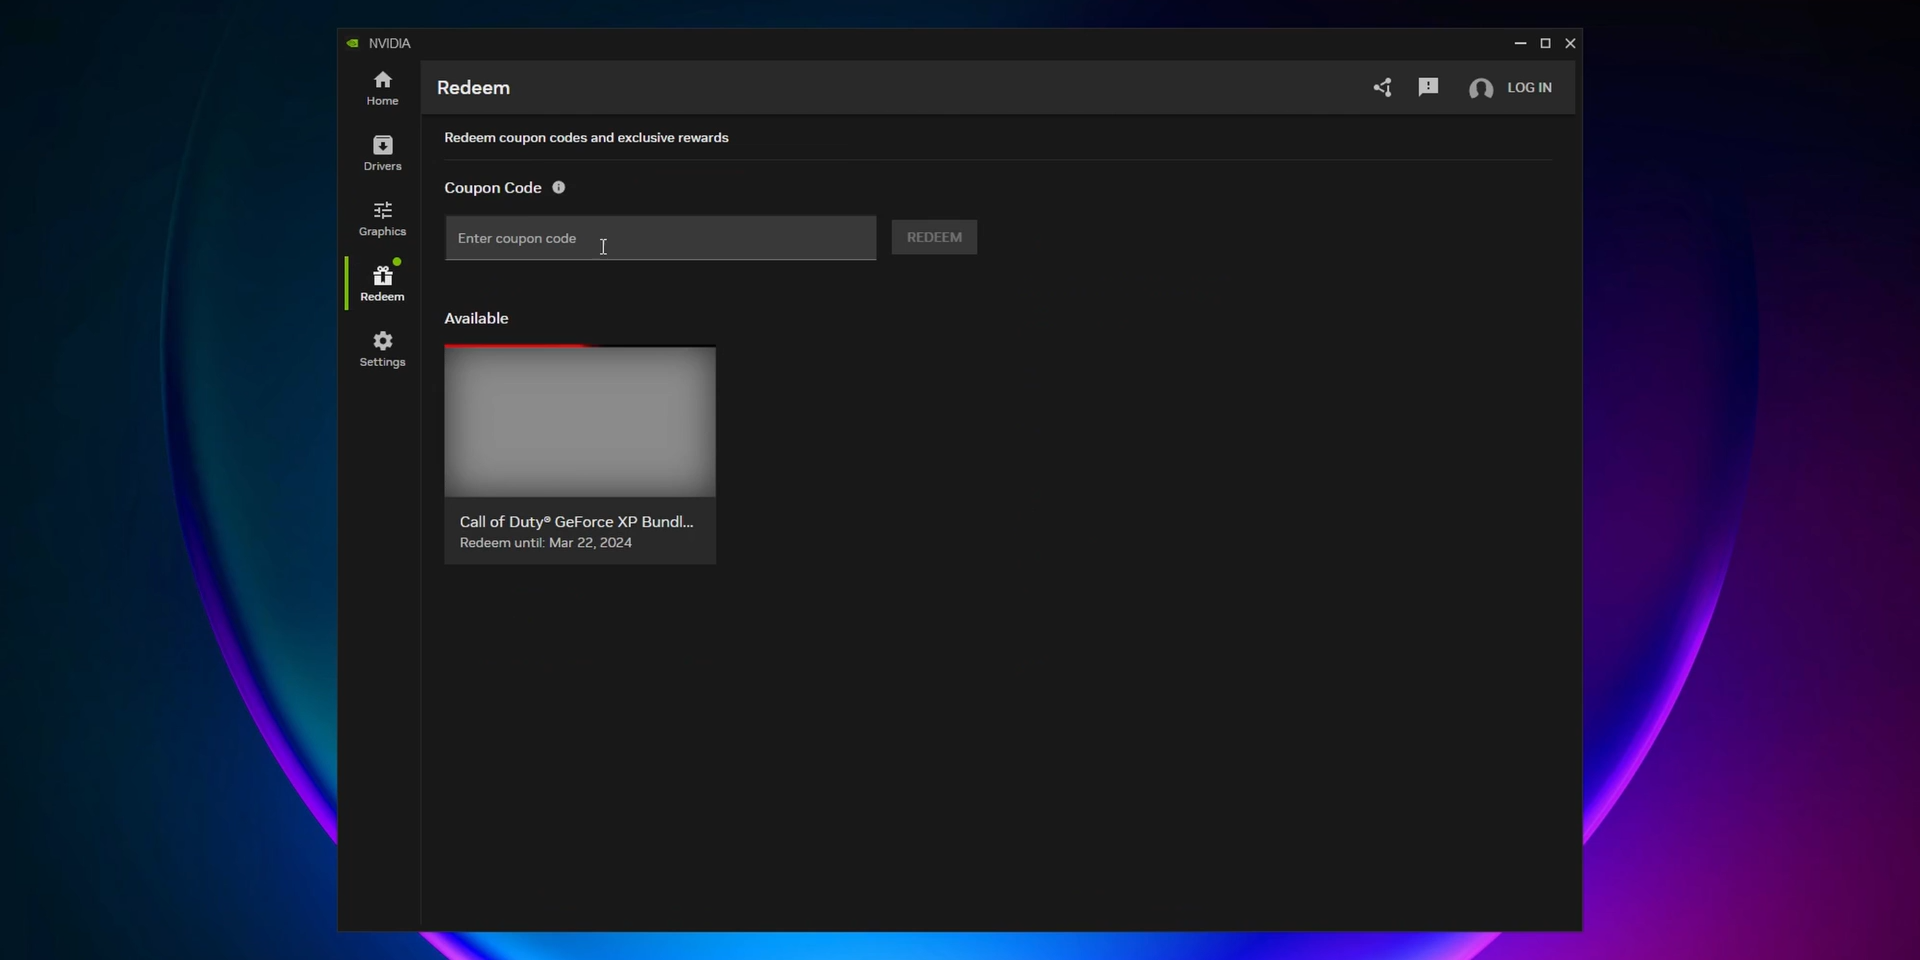 NVIDIA
Home
Drivers
Graphics
Redeem
Settings
Redeem
LOG IN
Redeem coupon codes and exclusive rewards
Coupon Code
Enter coupon code
REDEEM
Available
Call of Duty® GeForce XP Bundl...
Redeem until: Mar 22, 2024